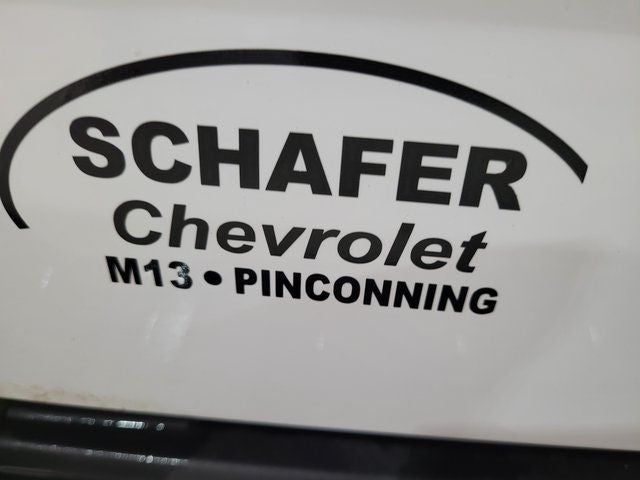 SCHAFER
Chevrolet
M13 • PINCONNING